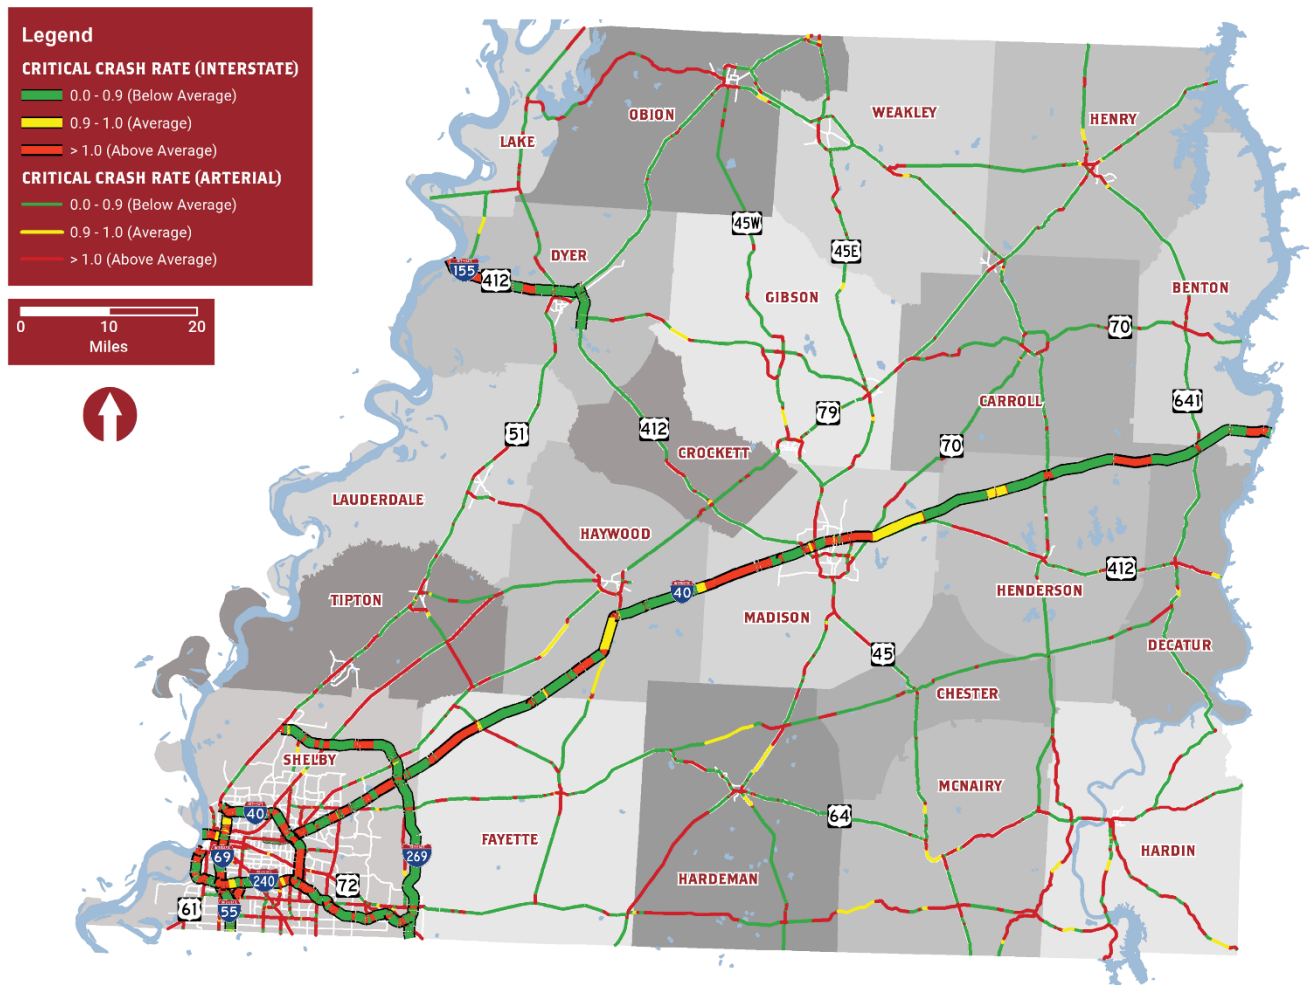 Legend
CRITICAL CRASH RATE (INTERSTATE)
0.0 - 0.9 (Below Average)
0.9 - 1.0 (Average)
> 1.0 (Above Average)
CRITICAL CRASH RATE (ARTERIAL)
0.0 - 0.9 (Below Average)
0.9 - 1.0 (Average)
> 1.0 (Above Average)
0 10 20
Miles
OBION
WEAKLEY
HENRY
LAKE
45W
45E
DYER
155
412
GIBSON
BENTON
70
CARROLL
641
79
51
412
70
CROCKETT
LAUDERDALE
HAYWOOD
412
TIPTON
40
HENDERSON
MADISON
DECATUR
45
CHESTER
SHELBY
MCNAIRY
40
64
FAYETTE
HARDIN
69
269
240
72
HARDEMAN
61
55